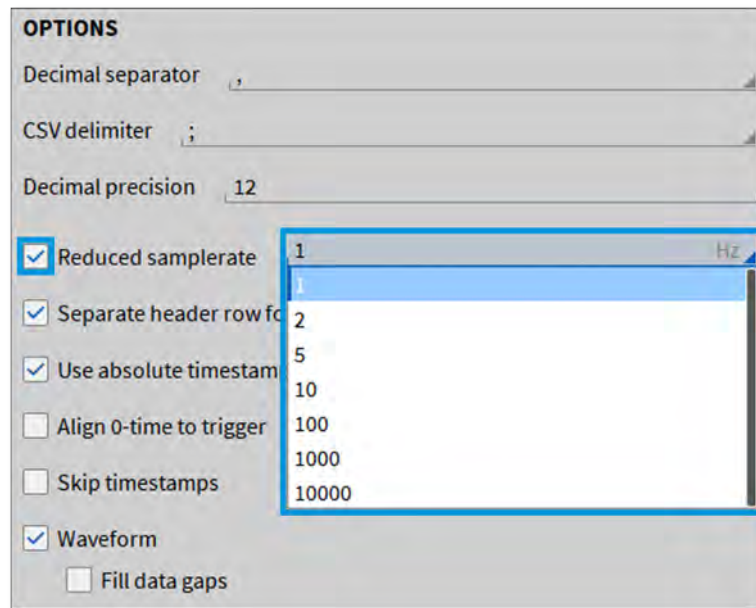 OPTIONS
Decimal separator ,
CSV delimiter ;
Decimal precision 12
Reduced samplerate 1 Hz
1
Separate header row fo
2
5
Use absolute timestam
10
Align 0-time to trigger 100
1000
Skip timestamps
10000
Waveform
Fill data gaps